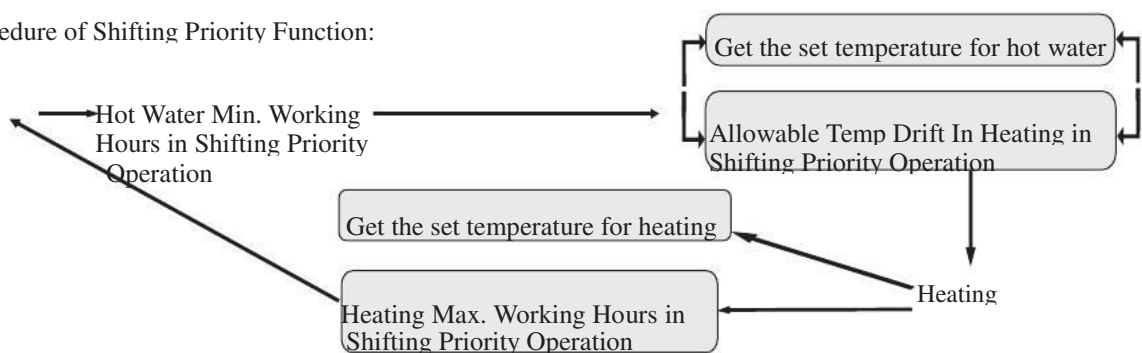 edure of Shifting Priority Function:
Get the set temperature for hot water
Hot Water Min. Working
Hours in Shifting Priority
Operation
Allowable Temp Drift In Heating in
Shifting Priority Operation
Get the set temperature for heating
Heating
Heating Max. Working Hours in
Shifting Priority Operation